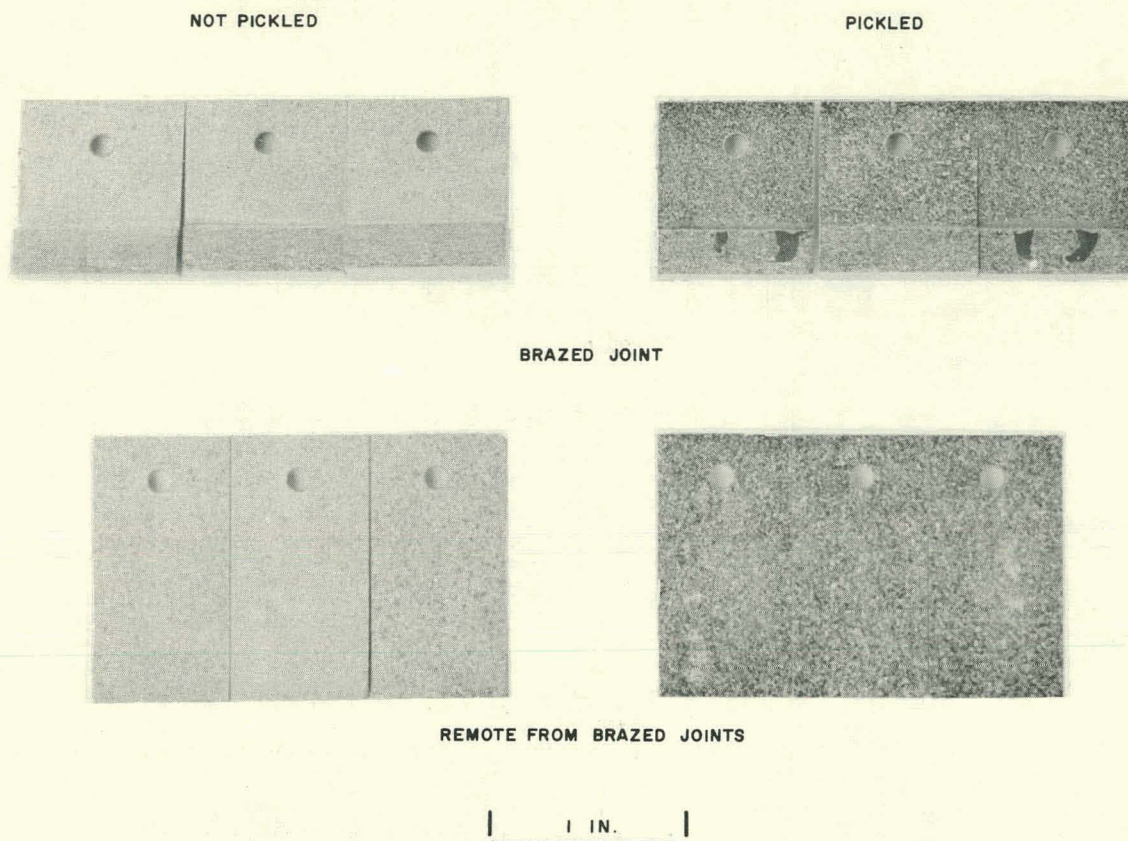 NOT PICKLED
PICKLED
BRAZED JOINT
REMOTE FROM BRAZED JOINTS
1 IN.